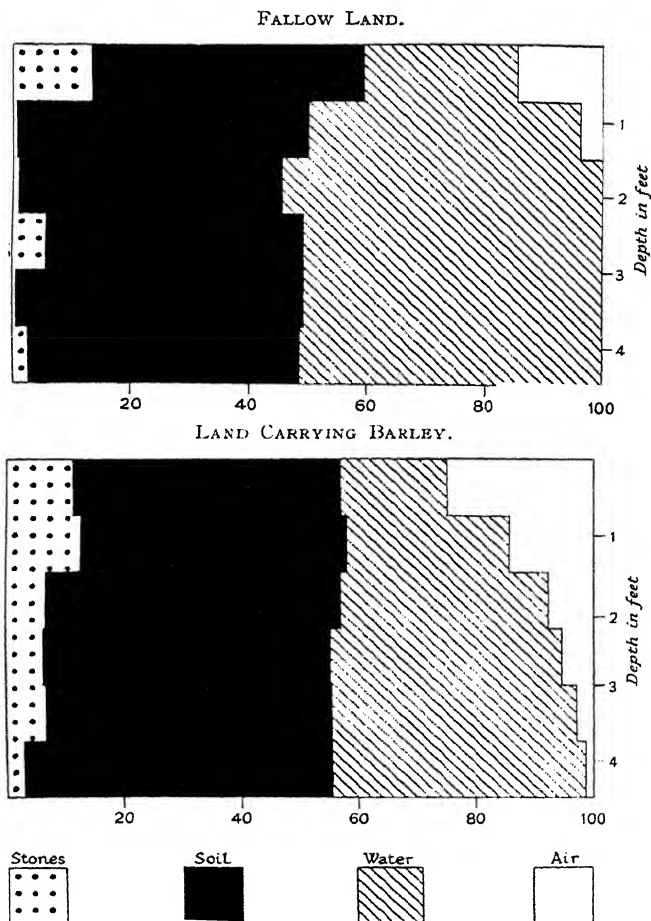 FALLOW LAND.
1
2
3
4
Depth in feet
20 40 60 80 100
LAND CARRYING BARLEY.
1
2
3
4
Depth in feet
20 40 60 80 100
Stones Soil Water Air